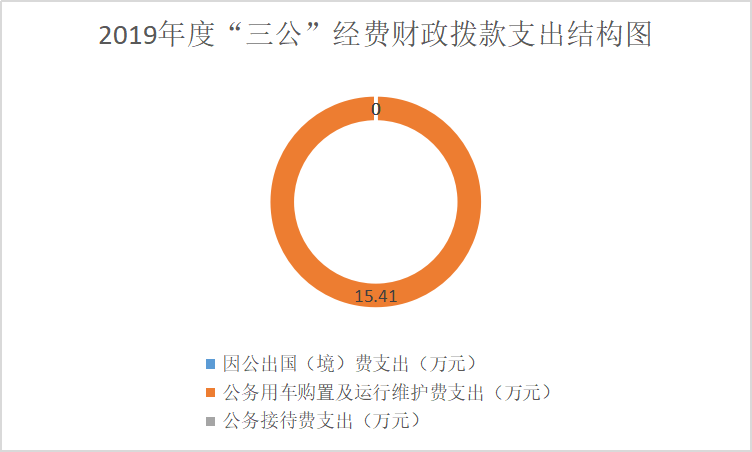 2019年度“三公”经费财政拨款支出结构图
0
15.41
因公出国（境）费支出（万元）
公务用车购置及运行维护费支出（万元）
公务接待费支出（万元）